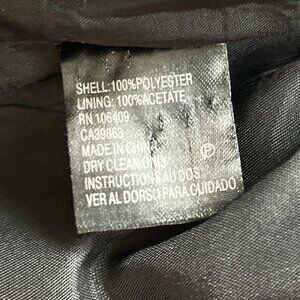 SHELL:100%POLYESTER
LINING: 100%ACETATE
RN 106409
CA39863
MADE IN CHINA
DRY CLEAN ONLY
INSTRUCTIONS AU DOS
VER AL DORSO PARA CUIDADO
P